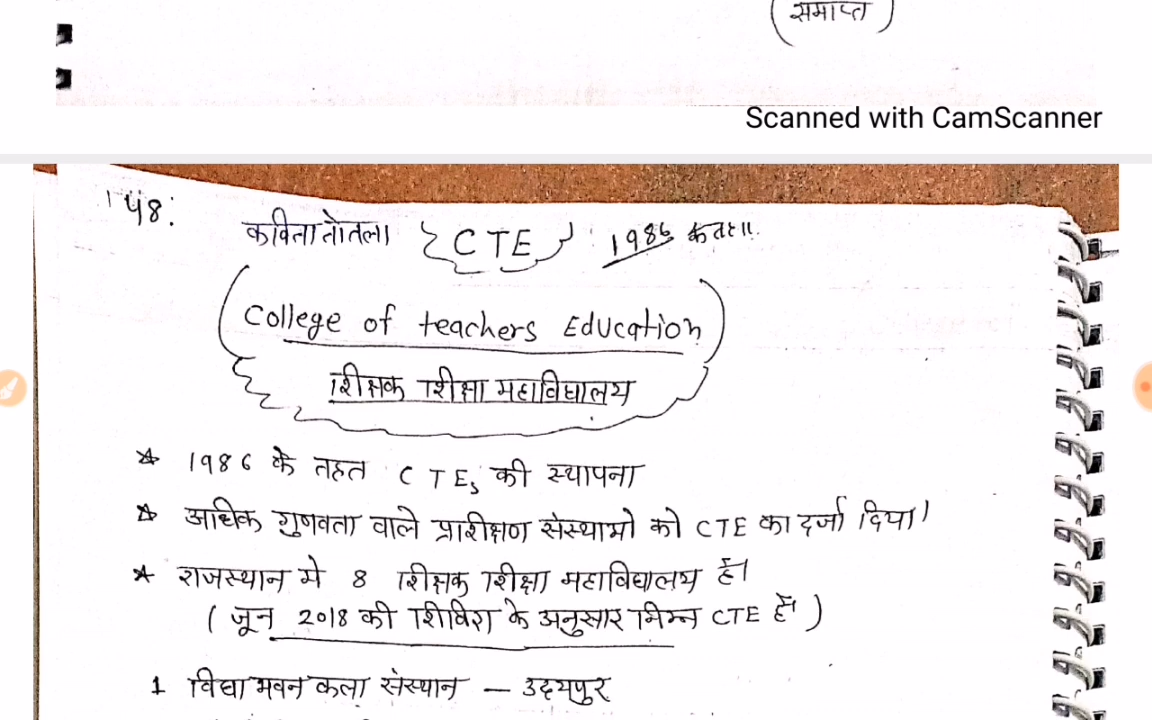 (समाप्त)
Scanned with CamScanner
148:
कविता तोतला {CTE} 1986 के तहत
(College of teachers Education)
शिक्षक शिक्षा महाविद्यालय
* 1986 के तहत CTEs की स्थापना
* अधिक गुणवता वाले प्रशिक्षण संस्थाओ को CTE का दर्जा दिया।
* राजस्थान मे 8 शिक्षक शिक्षा महाविद्यालय है।
( जून 2018 की शिविरा के अनुसार निम्न CTE है। )
1 विद्या भवन कला संस्थान — उदयपुर